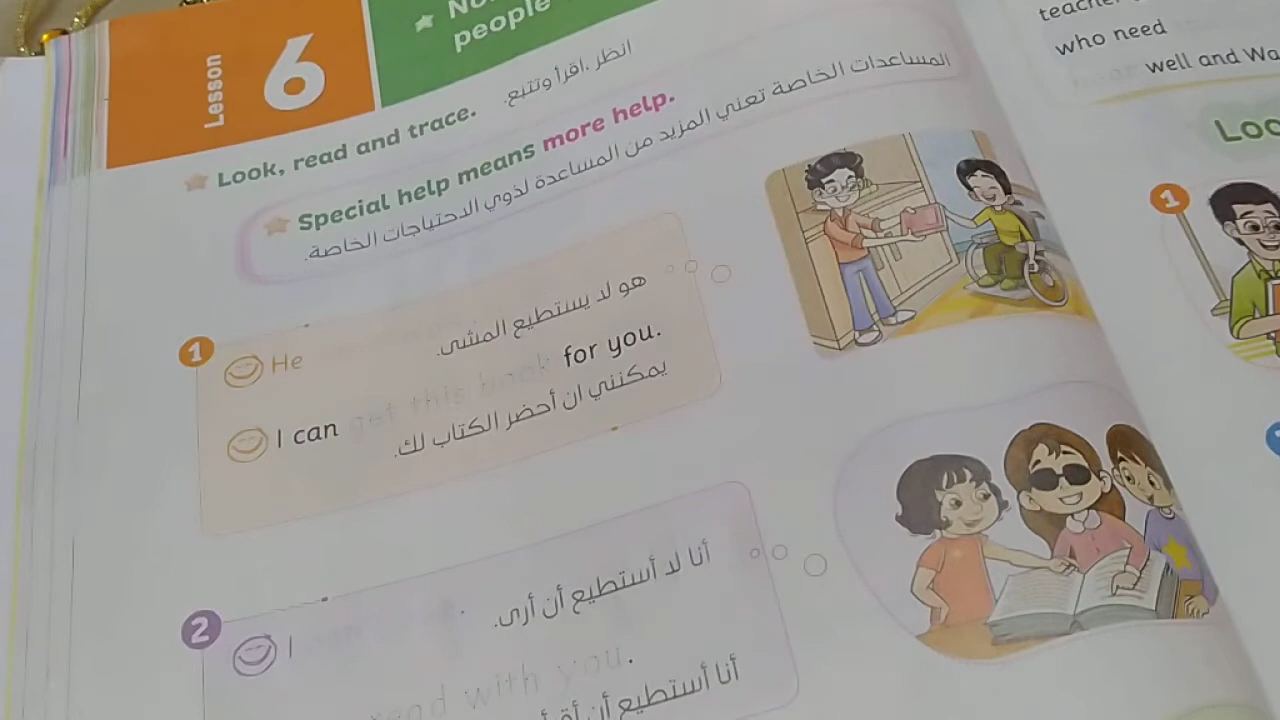 Lesson
6
people
Look, read and trace.
انظر .اقرأ وتتبع.
Special help means more help.
المساعدات الخاصة تعني المزيد من المساعدة لذوي الاحتياجات الخاصة.
1
He
هو لا يستطيع المشى.
I can get this book for you.
يمكنني ان أحضر الكتاب لك.
2
I
أنا لا أستطيع أن أرى.
read with you.
أنا أستطيع أن
who need
well and
1